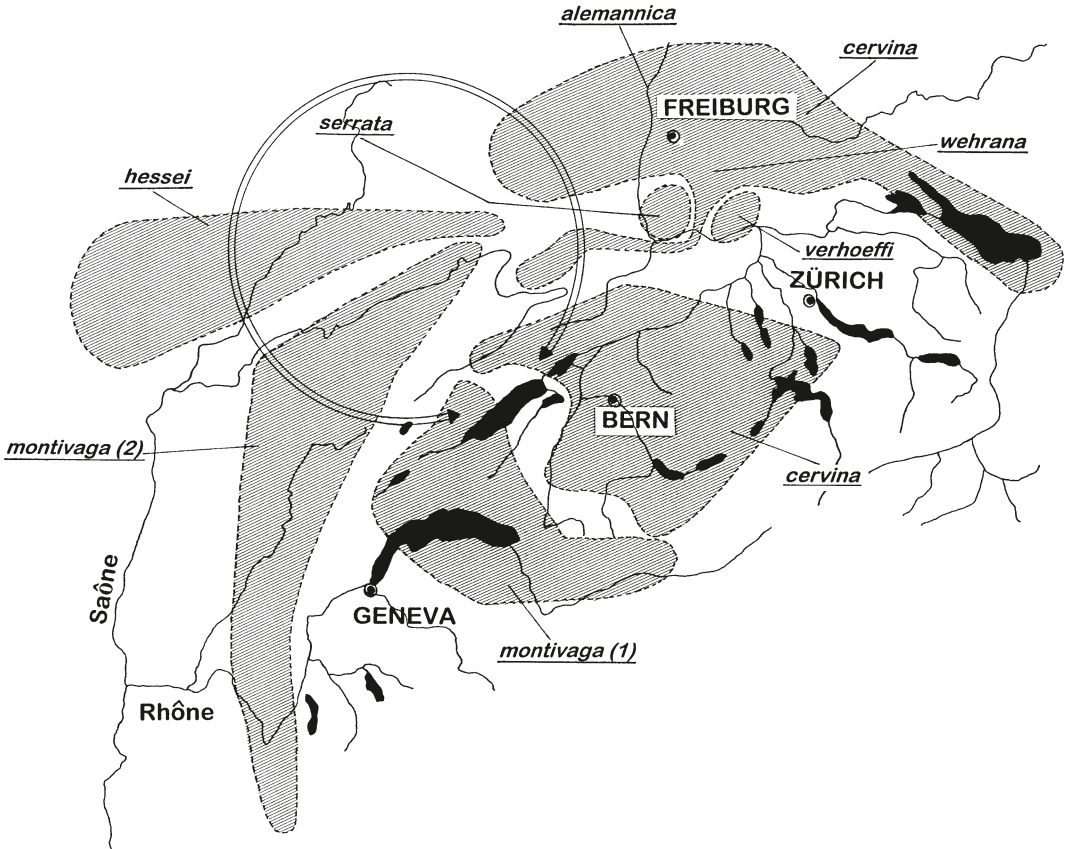 alemannica
cervina
FREIBURG
serrata
wehrana
hessei
verhoeffi
ZÜRICH
BERN
montivaga (2)
cervina
Saône
GENEVA
montivaga (1)
Rhône